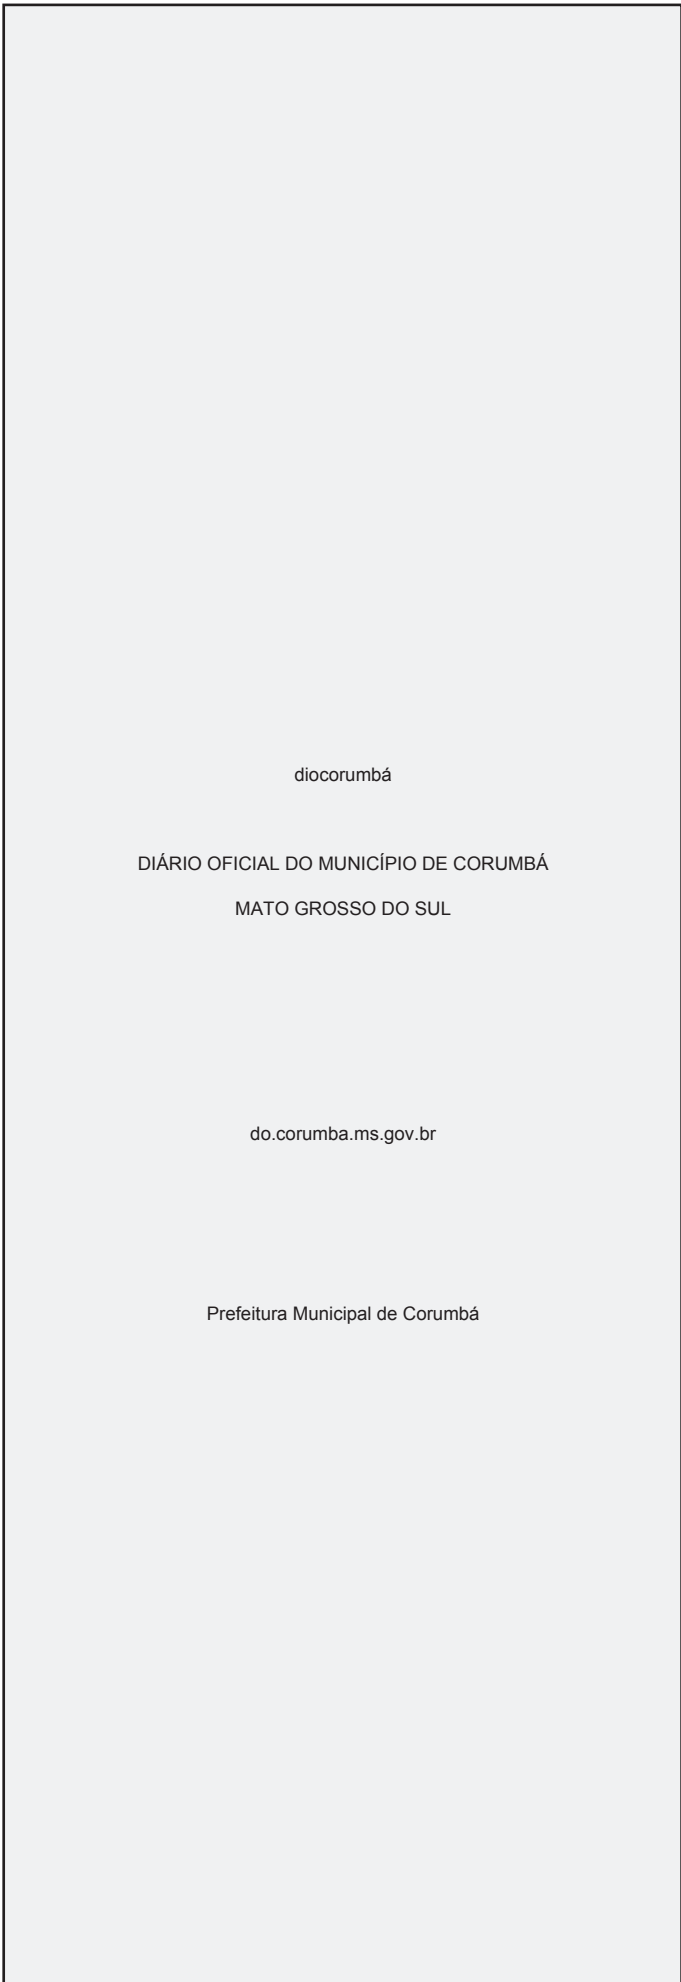 diocorumbá
DIÁRIO OFICIAL DO MUNICÍPIO DE CORUMBÁ
MATO GROSSO DO SUL
do.corumba.ms.gov.br
Prefeitura Municipal de Corumbá